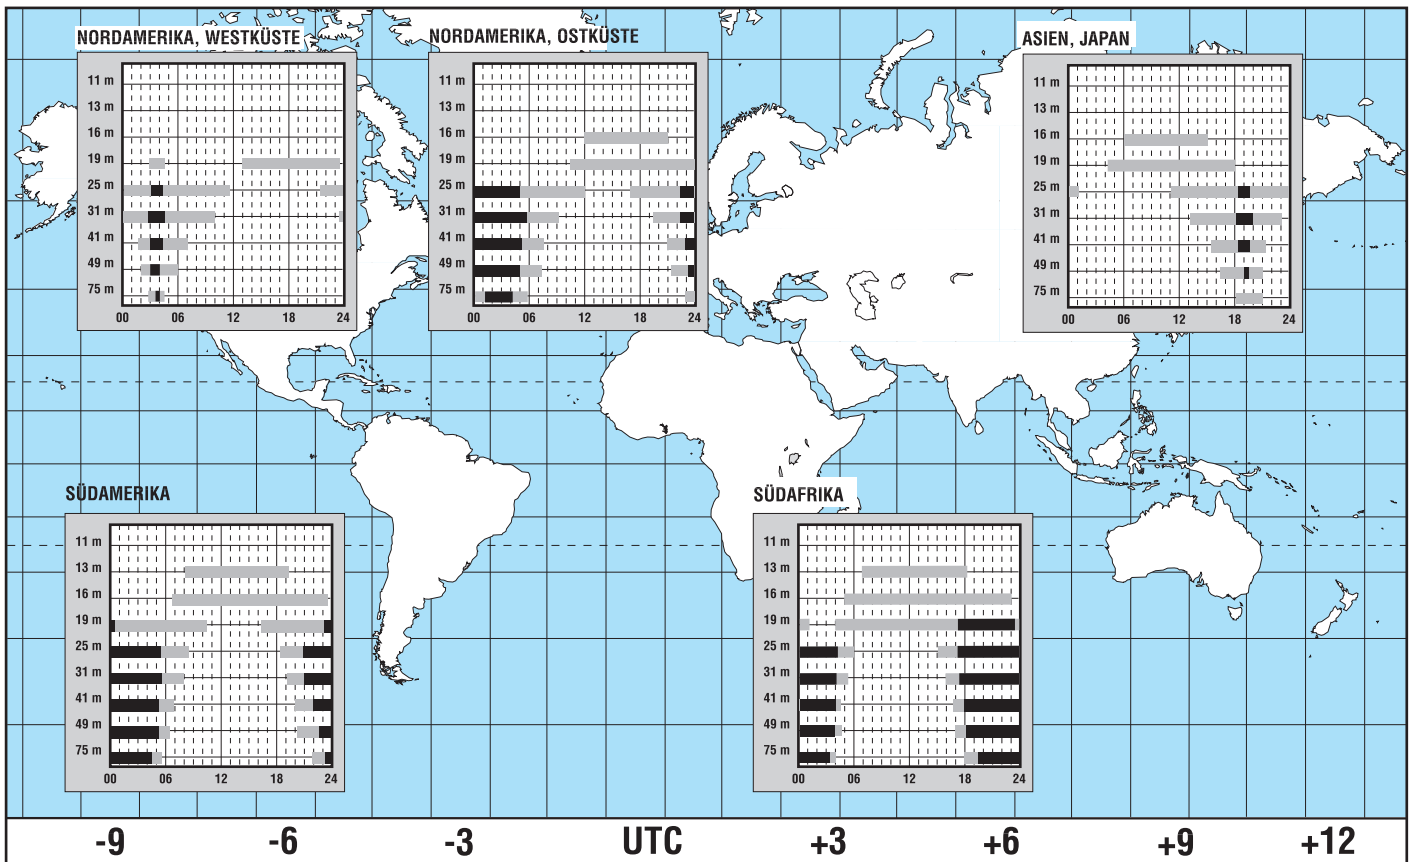 NORDAMERIKA, WESTKÜSTE
11 m
13 m
16 m
19 m
25 m
31 m
41 m
49 m
75 m
00 06 12 18 24
NORDAMERIKA, OSTKÜSTE
11 m
13 m
16 m
19 m
25 m
31 m
41 m
49 m
75 m
00 06 12 18 24
ASIEN, JAPAN
11 m
13 m
16 m
19 m
25 m
31 m
41 m
49 m
75 m
00 06 12 18 24
SÜDAMERIKA
11 m
13 m
16 m
19 m
25 m
31 m
41 m
49 m
75 m
00 06 12 18 24
SÜDAFRIKA
11 m
13 m
16 m
19 m
25 m
31 m
41 m
49 m
75 m
00 06 12 18 24
-9 -6 -3 UTC +3 +6 +9 +12